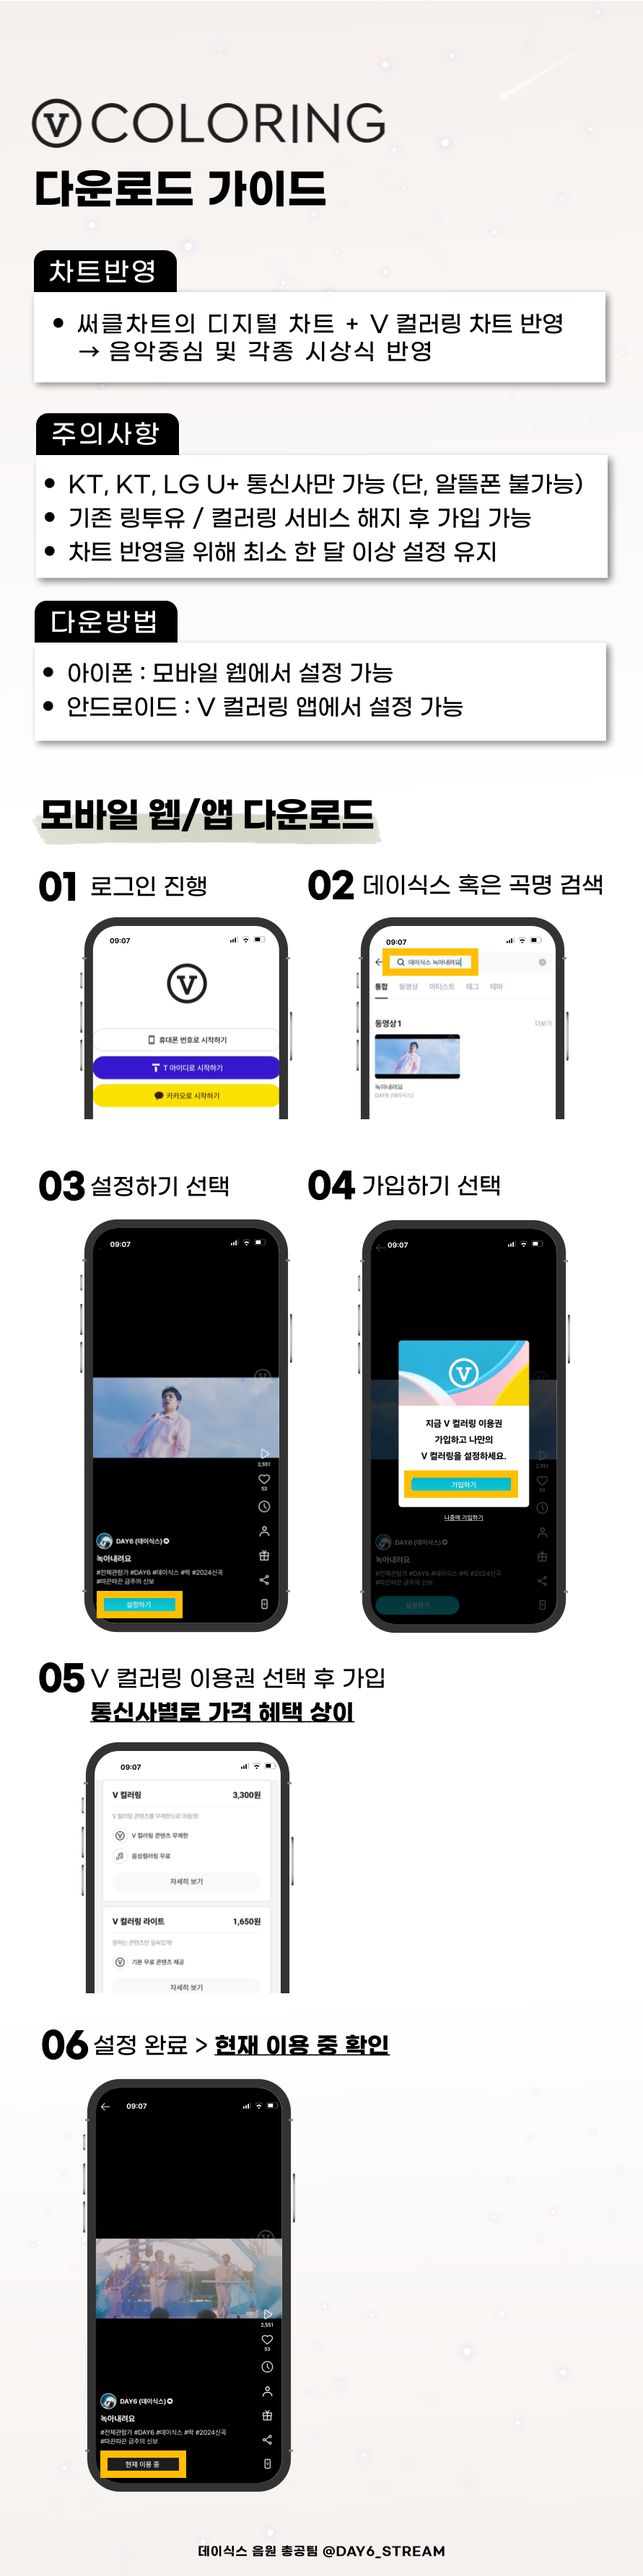 V COLORING
다운로드 가이드
차트반영
• 써클차트의 디지털 차트 + V 컬러링 차트 반영
→ 음악중심 및 각종 시상식 반영
주의사항
• KT, KT, LG U+ 통신사만 가능 (단, 알뜰폰 불가능)
• 기존 링투유 / 컬러링 서비스 해지 후 가입 가능
• 차트 반영을 위해 최소 한 달 이상 설정 유지
다운방법
• 아이폰 : 모바일 웹에서 설정 가능
• 안드로이드 : V 컬러링 앱에서 설정 가능
모바일 웹/앱 다운로드
01 로그인 진행
09:07
V
휴대폰 번호로 시작하기
T T 아이디로 시작하기
카카오로 시작하기
02 데이식스 혹은 곡명 검색
09:07
데이식스 녹아내려요
통합 동영상 아티스트 태그 테마
동영상 1 더보기
녹아내려요
DAY6 (데이식스)
03 설정하기 선택
09:07
V
2,551
53
DAY6 (데이식스)
녹아내려요
#전체관람가 #DAY6 #데이식스 #락 #2024신곡
#따끈따끈 금주의 신보
설정하기
04 가입하기 선택
09:07
V
지금 V 컬러링 이용권
가입하고 나만의
V 컬러링을 설정하세요.
가입하기
나중에 가입하기
2,551
53
DAY6 (데이식스)
녹아내려요
#전체관람가 #DAY6 #데이식스 #락 #2024신곡
#따끈따끈 금주의 신보
설정하기
05 V 컬러링 이용권 선택 후 가입
통신사별로 가격 혜택 상이
09:07
V 컬러링 3,300원
V 컬러링 콘텐츠를 무제한으로 이용!
V V 컬러링 콘텐츠 무제한
음성컬러링 무료
자세히 보기
V 컬러링 라이트 1,650원
원하는 콘텐츠만 실속있게!
V 기본 무료 콘텐츠 제공
자세히 보기
06 설정 완료 > 현재 이용 중 확인
09:07
V
2,551
53
DAY6 (데이식스)
녹아내려요
#전체관람가 #DAY6 #데이식스 #락 #2024신곡
#따끈따끈 금주의 신보
현재 이용 중
데이식스 음원 총공팀 @DAY6_STREAM